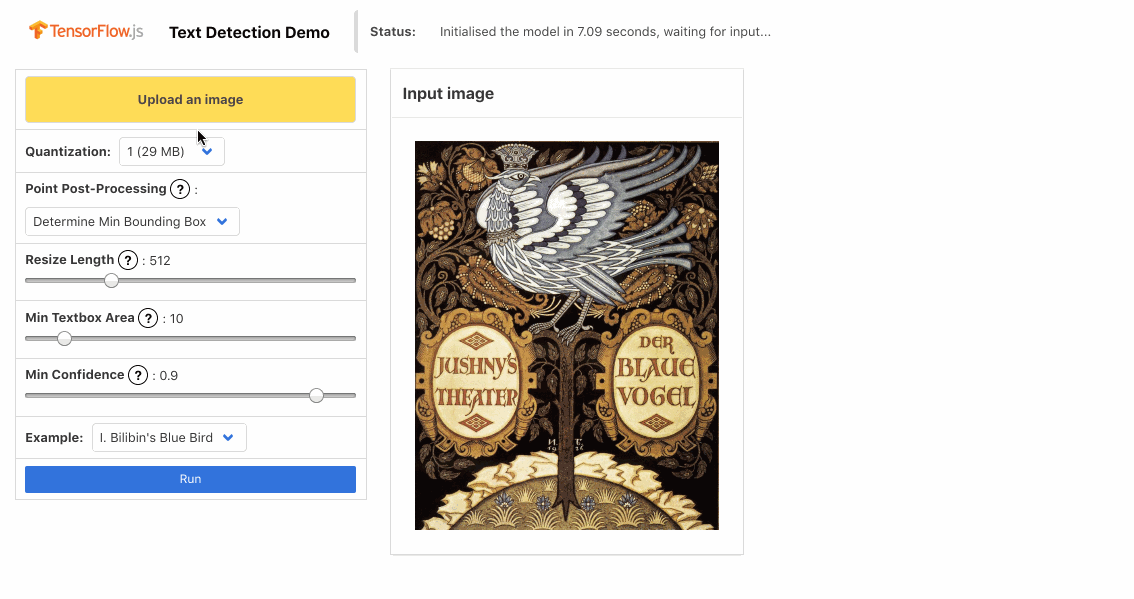 TensorFlow.js
Text Detection Demo
Status: Initialised the model in 7.09 seconds, waiting for input...
Upload an image
Quantization: 1 (29 MB)
Point Post-Processing ? :
Determine Min Bounding Box
Resize Length ? : 512
Min Textbox Area ? : 10
Min Confidence ? : 0.9
Example: I. Bilibin's Blue Bird
Run
Input image
JUSHNY'S
THEATER
DER
BLAUE
VOGEL